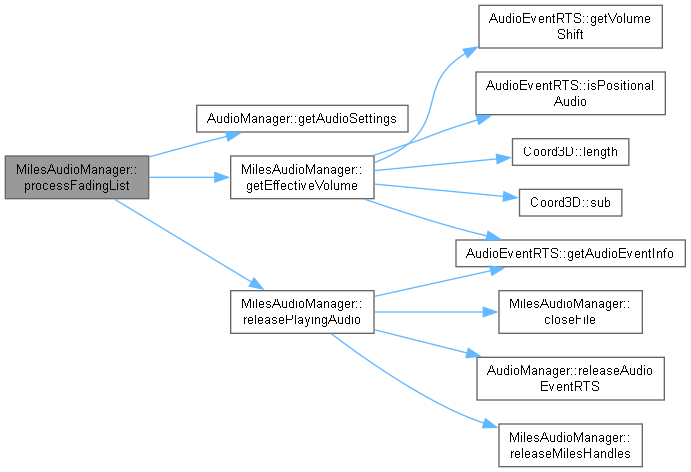 AudioEventRTS::getVolume
Shift
AudioEventRTS::isPositional
Audio
AudioManager::getAudioSettings
Coord3D::length
MilesAudioManager::
processFadingList
MilesAudioManager::
getEffectiveVolume
Coord3D::sub
AudioEventRTS::getAudioEventInfo
MilesAudioManager::
releasePlayingAudio
MilesAudioManager::
closeFile
AudioManager::releaseAudio
EventRTS
MilesAudioManager::
releaseMilesHandles